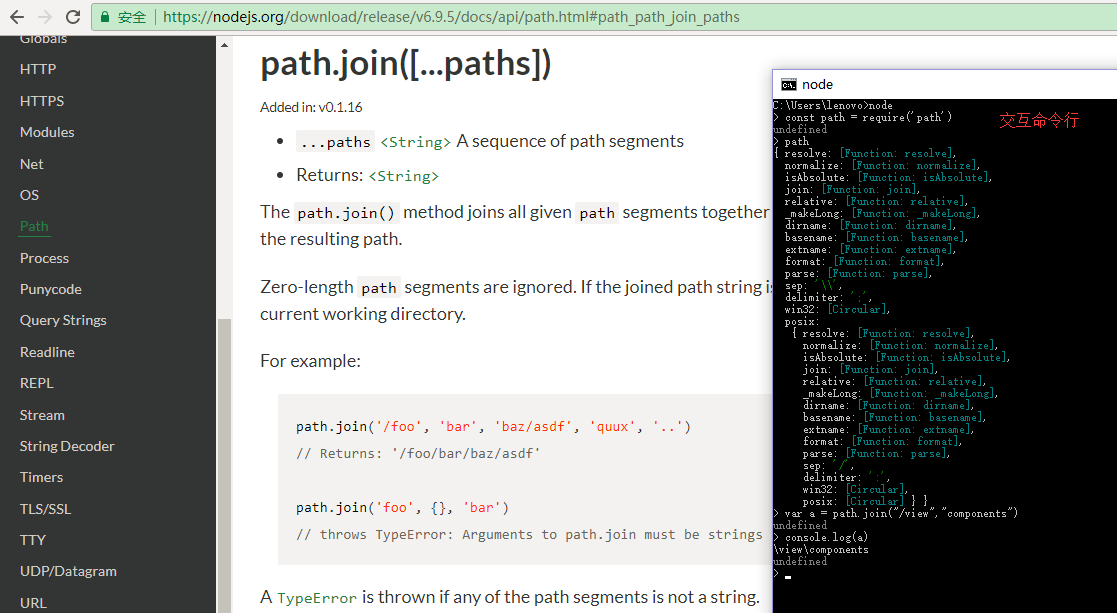 安全
https://nodejs.org/download/release/v6.9.5/docs/api/path.html#path_path_join_paths
Globals
HTTP
HTTPS
Modules
Net
OS
Path
Process
Punycode
Query Strings
Readline
REPL
Stream
String Decoder
Timers
TLS/SSL
TTY
UDP/Datagram
URL
path.join([...paths])
Added in: v0.1.16
...paths <String> A sequence of path segments
Returns: <String>
The path.join() method joins all given path segments together
the resulting path.
Zero-length path segments are ignored. If the joined path string is
current working directory.
For example:
path.join('/foo', 'bar', 'baz/asdf', 'quux', '..')
// Returns: '/foo/bar/baz/asdf'
path.join('foo', {}, 'bar')
// throws TypeError: Arguments to path.join must be strings
A TypeError is thrown if any of the path segments is not a string.
node
C:\Users\lenovo>node
> const path = require('path')
交互命令行
undefined
> path
{ resolve: [Function: resolve],
normalize: [Function: normalize],
isAbsolute: [Function: isAbsolute],
join: [Function: join],
relative: [Function: relative],
_makeLong: [Function: _makeLong],
dirname: [Function: dirname],
basename: [Function: basename],
extname: [Function: extname],
format: [Function: format],
parse: [Function: parse],
sep: '\\',
delimiter: ';',
win32: [Circular],
posix:
{ resolve: [Function: resolve],
normalize: [Function: normalize],
isAbsolute: [Function: isAbsolute],
join: [Function: join],
relative: [Function: relative],
_makeLong: [Function: _makeLong],
dirname: [Function: dirname],
basename: [Function: basename],
extname: [Function: extname],
format: [Function: format],
parse: [Function: parse],
sep: '/',
delimiter: ':',
win32: [Circular],
posix: [Circular] } }
> var a = path.join("/view","components")
undefined
> console.log(a)
\view\components
undefined
>